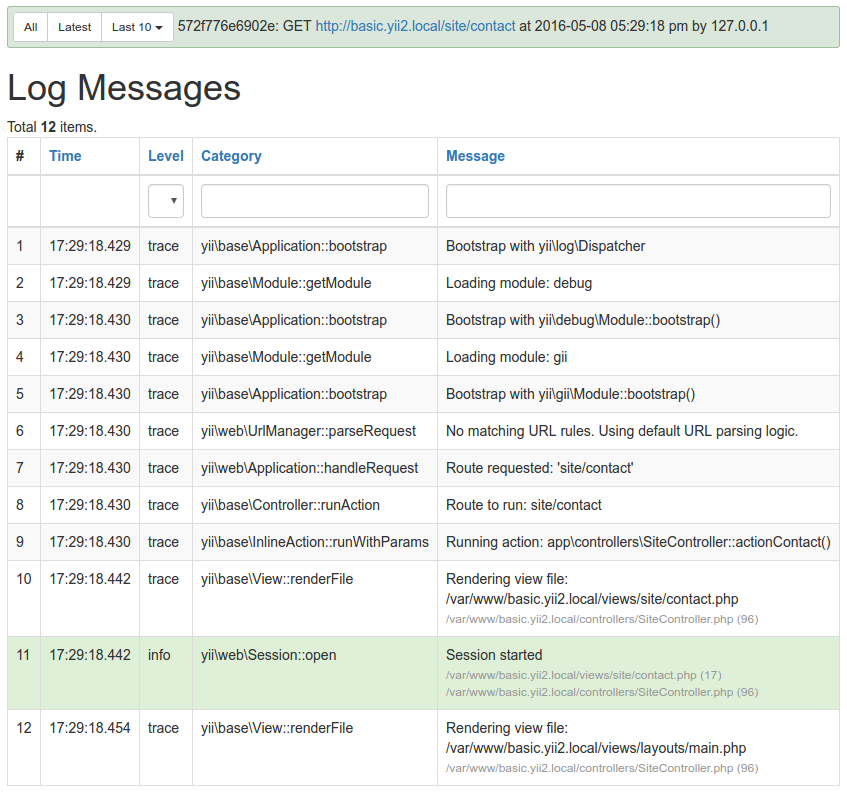 All Latest Last 10 572f776e6902e: GET http://basic.yii2.local/site/contact at 2016-05-08 05:29:18 pm by 127.0.0.1
Log Messages
Total 12 items.
# Time Level Category Message
1 17:29:18.429 trace yii\base\Application::bootstrap Bootstrap with yii\log\Dispatcher
2 17:29:18.429 trace yii\base\Module::getModule Loading module: debug
3 17:29:18.430 trace yii\base\Application::bootstrap Bootstrap with yii\debug\Module::bootstrap()
4 17:29:18.430 trace yii\base\Module::getModule Loading module: gii
5 17:29:18.430 trace yii\base\Application::bootstrap Bootstrap with yii\gii\Module::bootstrap()
6 17:29:18.430 trace yii\web\UrlManager::parseRequest No matching URL rules. Using default URL parsing logic.
7 17:29:18.430 trace yii\web\Application::handleRequest Route requested: 'site/contact'
8 17:29:18.430 trace yii\base\Controller::runAction Route to run: site/contact
9 17:29:18.430 trace yii\base\InlineAction::runWithParams Running action: app\controllers\SiteController::actionContact()
10 17:29:18.442 trace yii\base\View::renderFile Rendering view file:
/var/www/basic.yii2.local/views/site/contact.php
/var/www/basic.yii2.local/controllers/SiteController.php (96)
11 17:29:18.442 info yii\web\Session::open Session started
/var/www/basic.yii2.local/views/site/contact.php (17)
/var/www/basic.yii2.local/controllers/SiteController.php (96)
12 17:29:18.454 trace yii\base\View::renderFile Rendering view file:
/var/www/basic.yii2.local/views/layouts/main.php
/var/www/basic.yii2.local/controllers/SiteController.php (96)